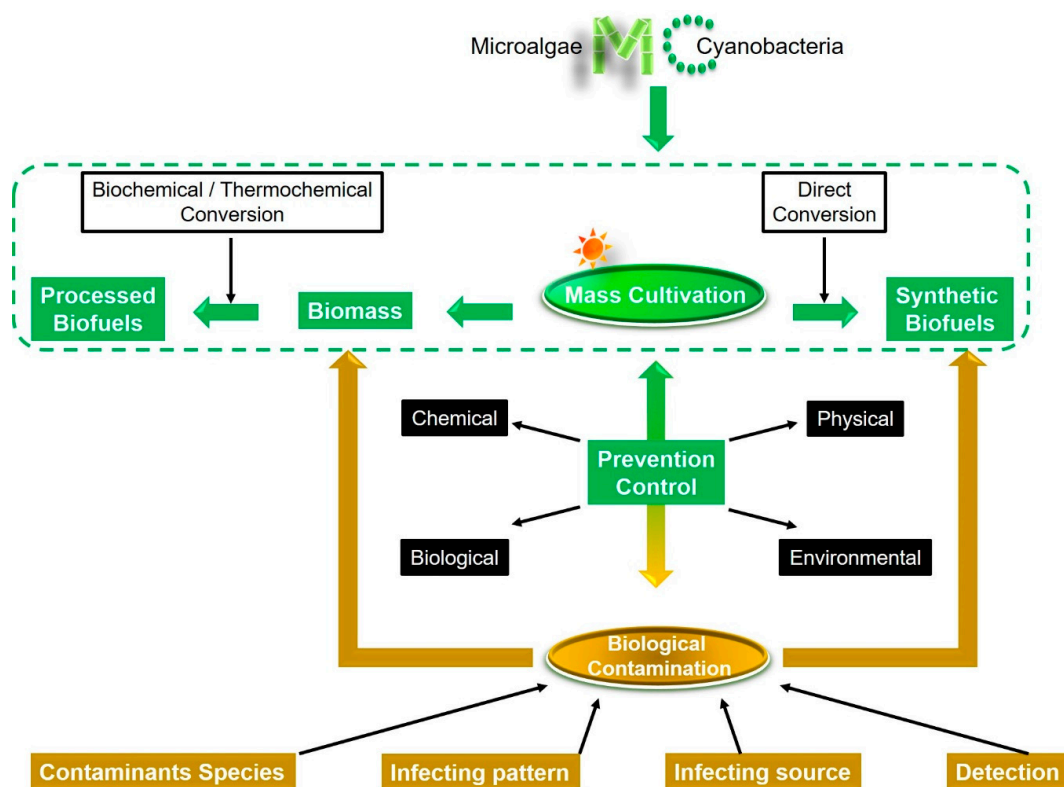 Microalgae MC Cyanobacteria
Biochemical / Thermochemical
Conversion
Direct
Conversion
Processed
Biofuels
Biomass
Mass Cultivation
Synthetic
Biofuels
Chemical
Physical
Prevention
Control
Biological
Environmental
Biological
Contamination
Contaminants Species
Infecting pattern
Infecting source
Detection